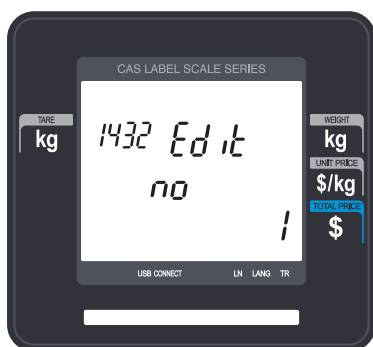 CAS LABEL SCALE SERIES
TARE
kg
1432 Edit
no
1
WEIGHT
kg
UNIT PRICE
$/kg
TOTAL PRICE
$
USB CONNECT LN LANG TR